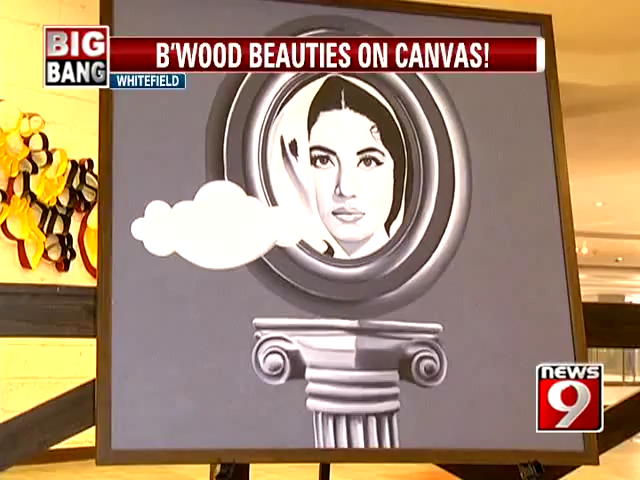 BIG
BANG
B'WOOD BEAUTIES ON CANVAS!
WHITEFIELD
NEWS
9